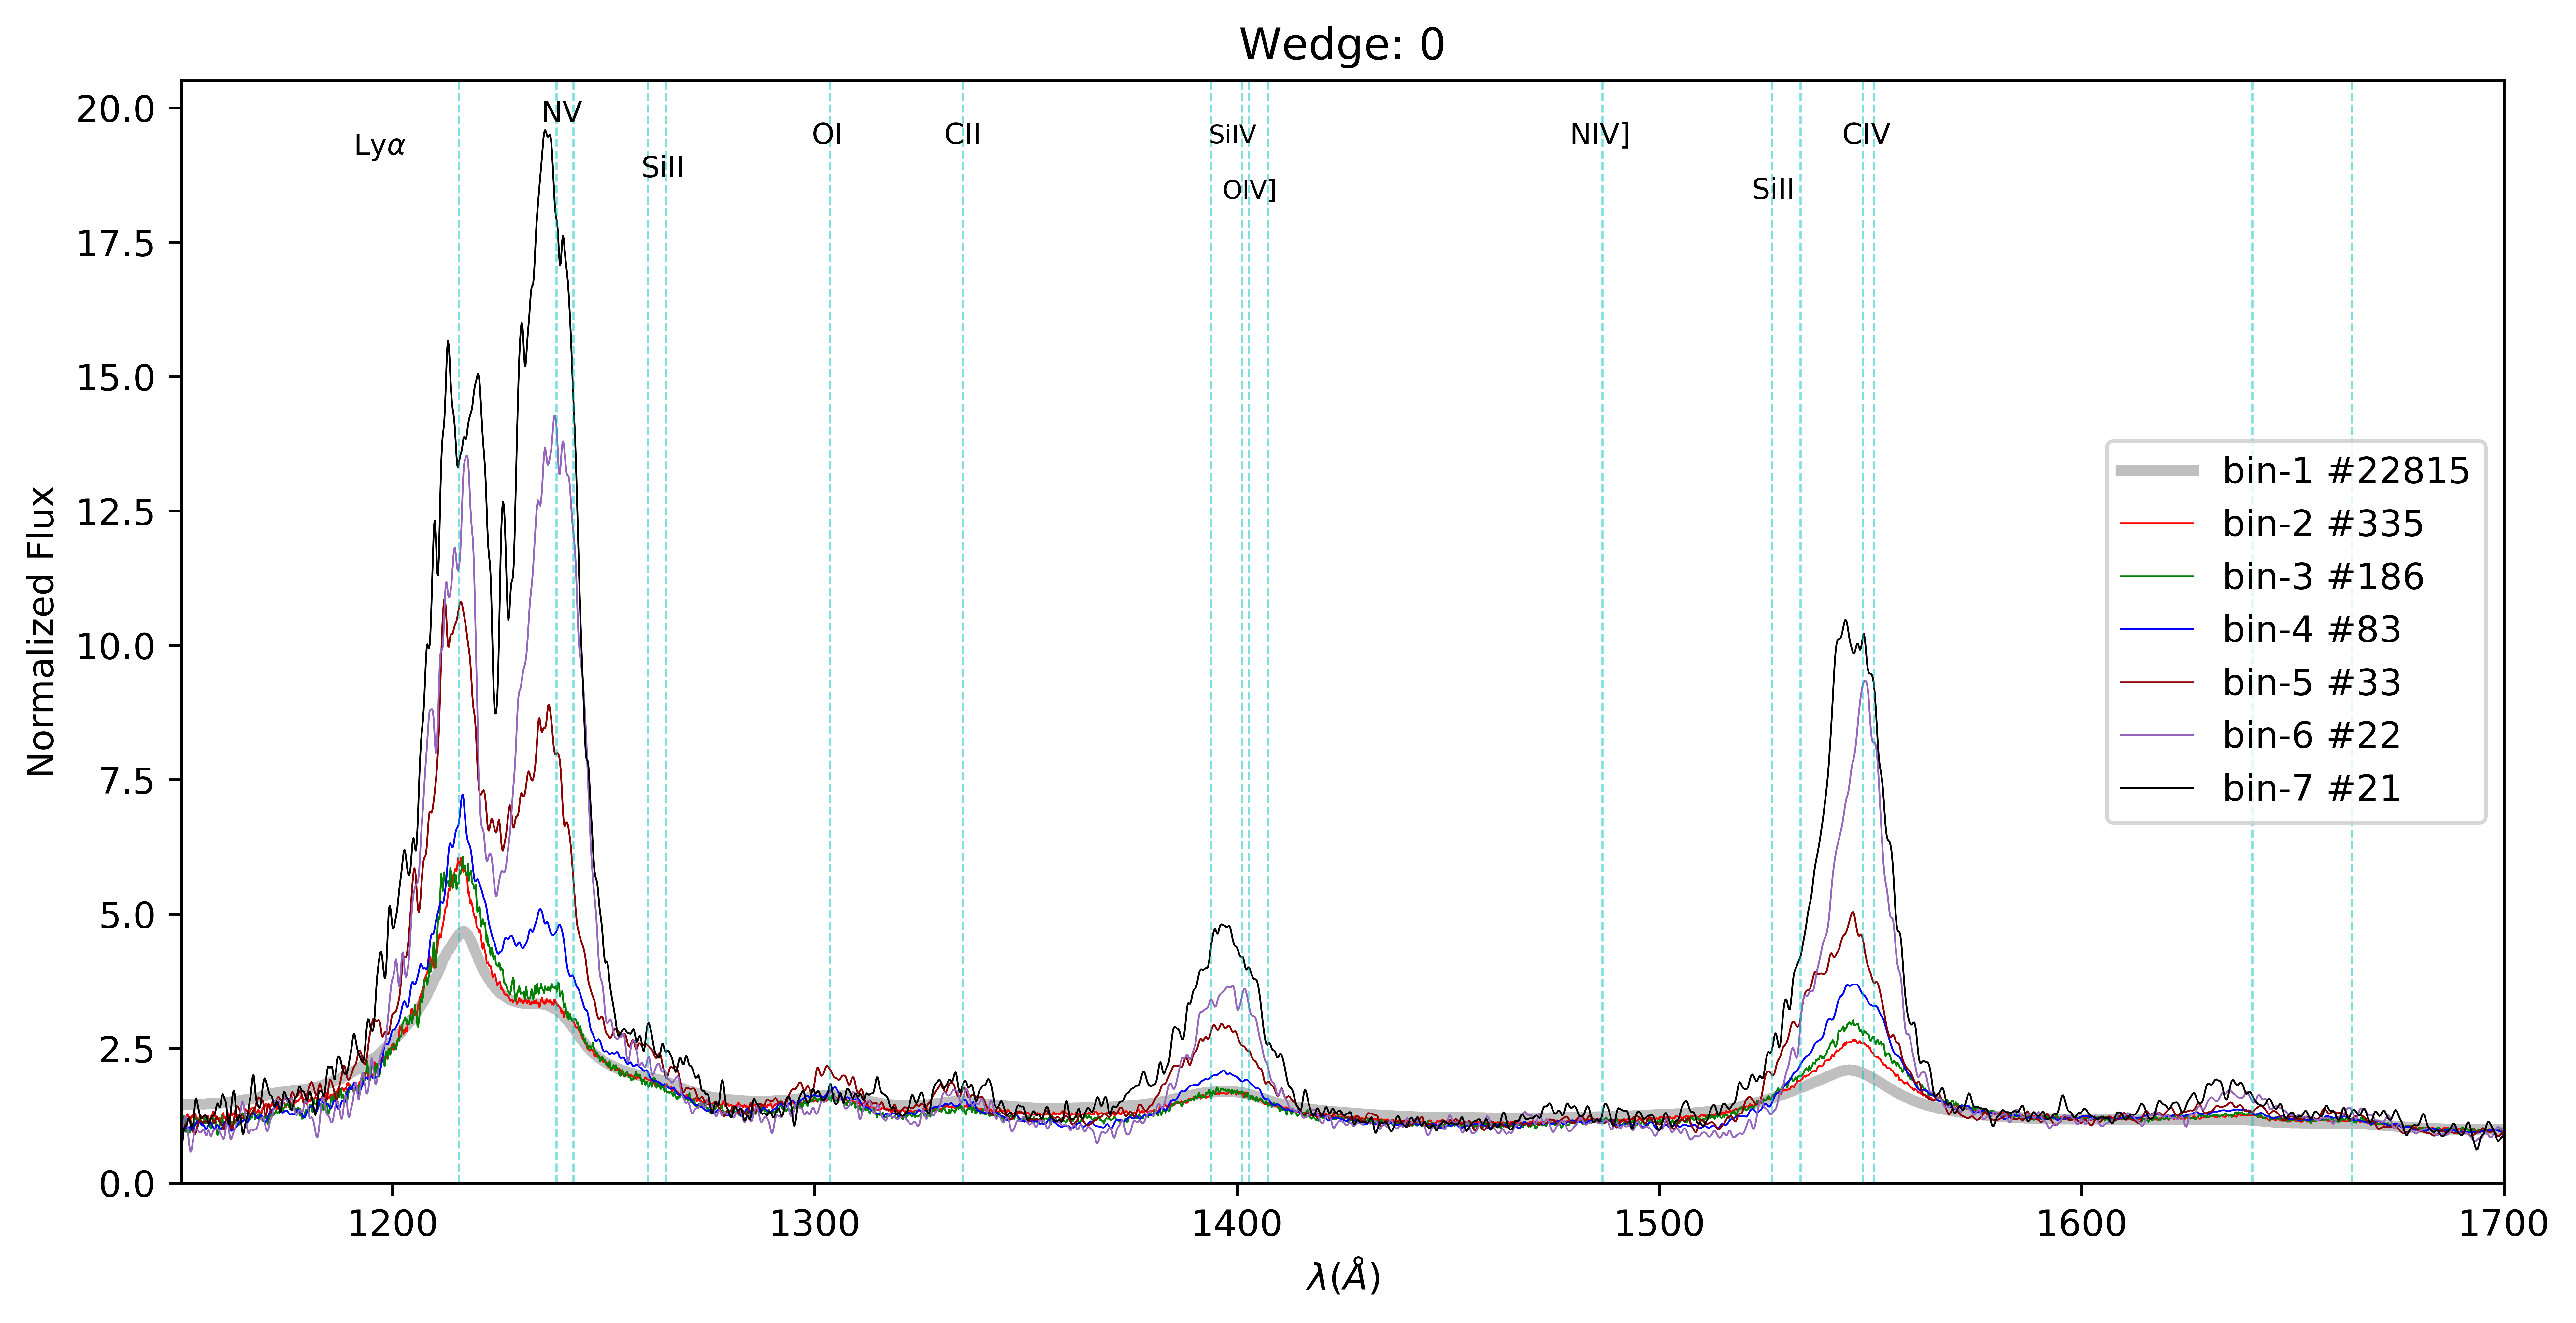 Wedge: 0
20.0
17.5
15.0
12.5
10.0
7.5
5.0
2.5
0.0
Normalized Flux
Lyα
NV
SiII
OI
CII
SiIV
OIV]
NIV]
SiII
CIV
bin-1 #22815
bin-2 #335
bin-3 #186
bin-4 #83
bin-5 #33
bin-6 #22
bin-7 #21
1200
1300
1400
1500
1600
1700
λ(Å)